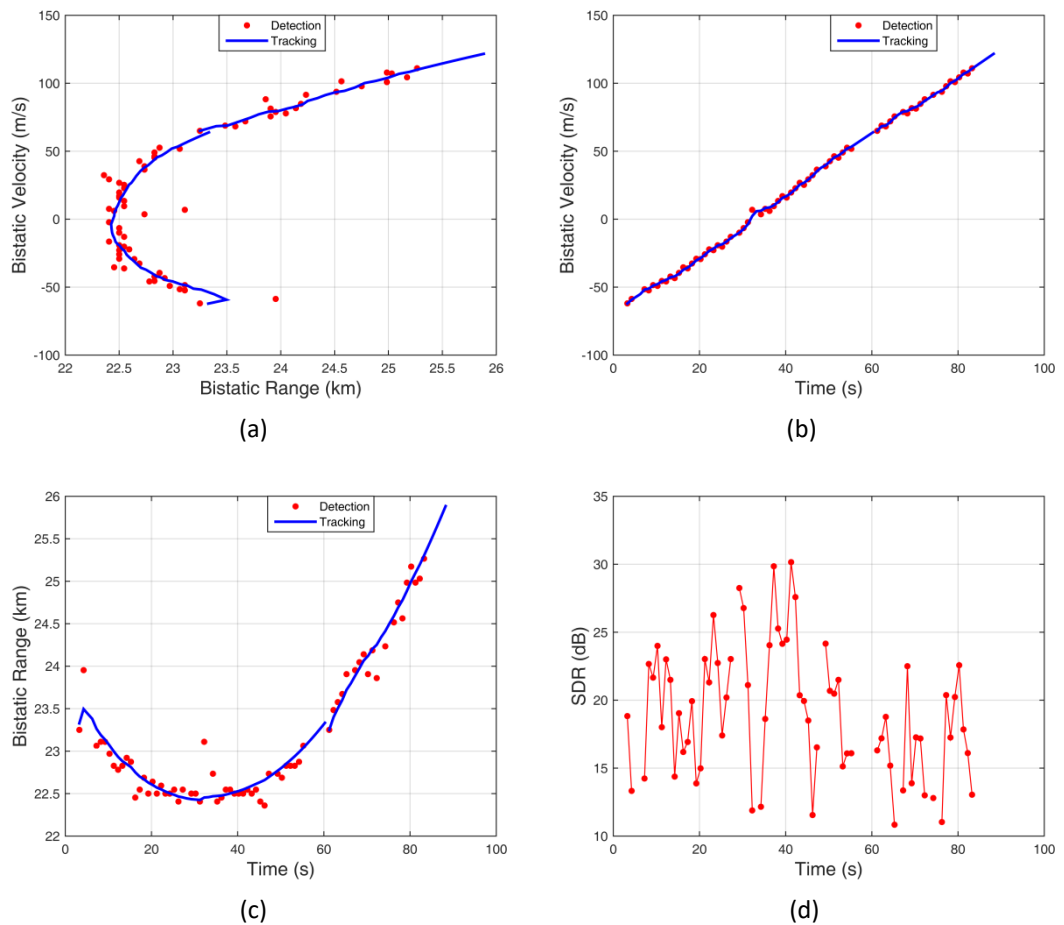 150
100
50
0
-50
-100
Bistatic Velocity (m/s)
Detection
Tracking
22 22.5 23 23.5 24 24.5 25 25.5 26
Bistatic Range (km)
(a)
150
100
50
0
-50
-100
Bistatic Velocity (m/s)
Detection
Tracking
0 20 40 60 80 100
Time (s)
(b)
26
25.5
25
24.5
24
23.5
23
22.5
22
Bistatic Range (km)
Detection
Tracking
0 20 40 60 80 100
Time (s)
(c)
35
30
25
20
15
10
SDR (dB)
0 20 40 60 80 100
Time (s)
(d)